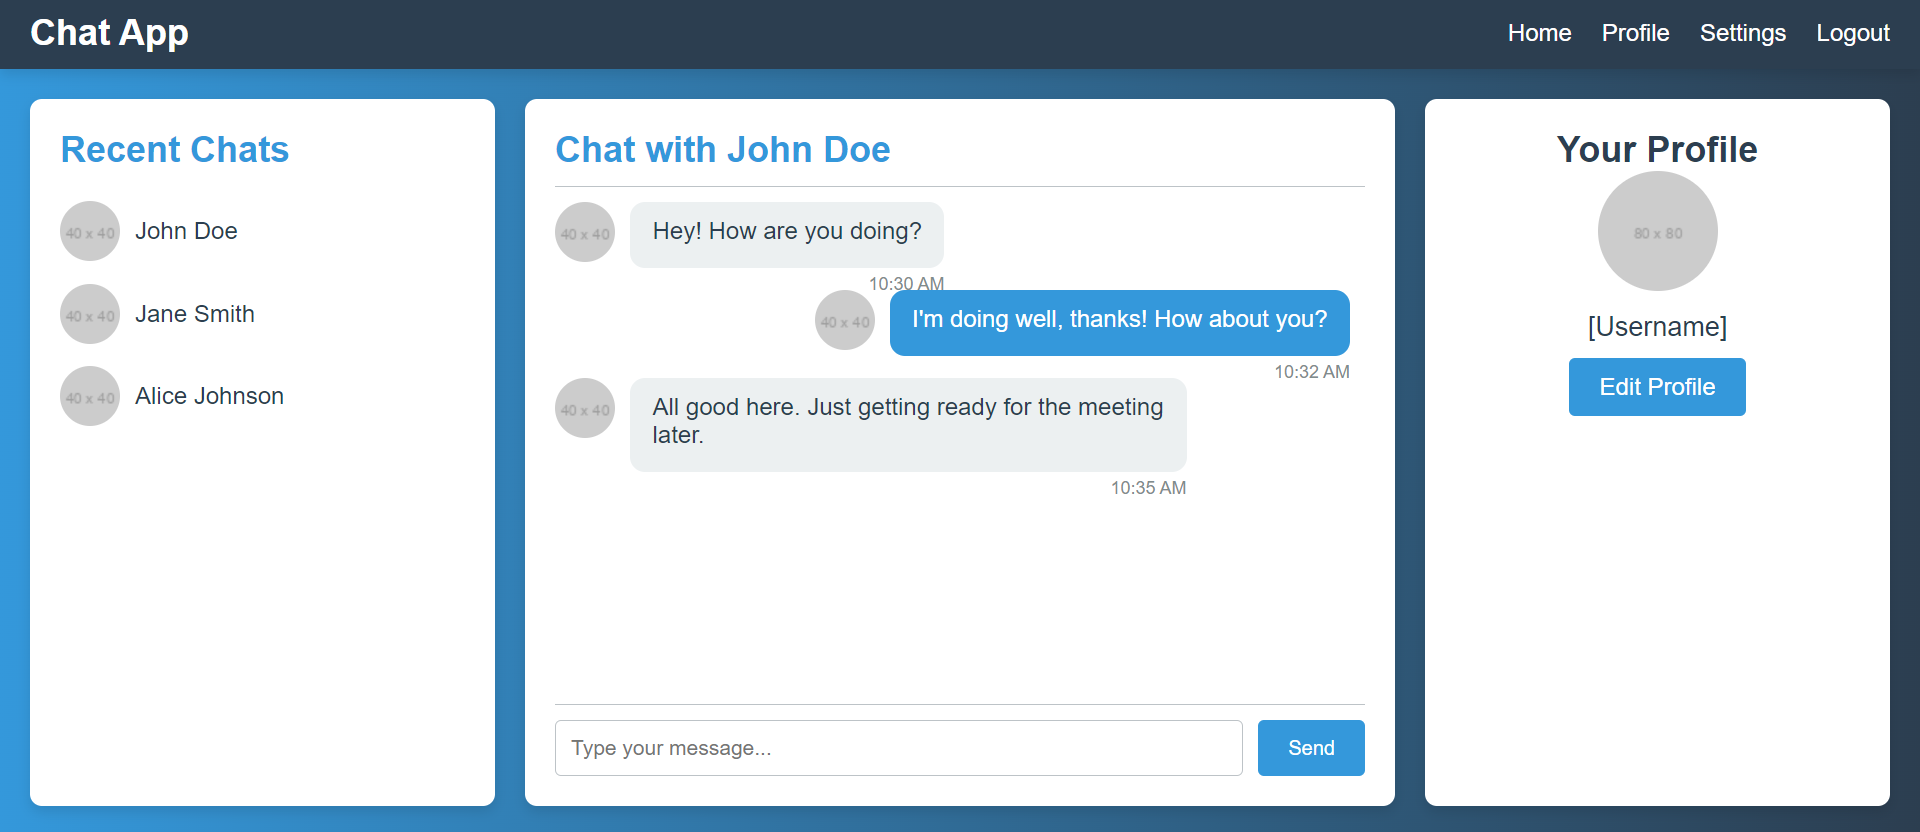 Chat App
Home Profile Settings Logout
Recent Chats
40 x 40 John Doe
40 x 40 Jane Smith
40 x 40 Alice Johnson
Chat with John Doe
40 x 40 Hey! How are you doing?
10:30 AM
40 x 40 I'm doing well, thanks! How about you?
10:32 AM
40 x 40 All good here. Just getting ready for the meeting
later.
10:35 AM
Type your message...
Send
Your Profile
80 x 80
[Username]
Edit Profile